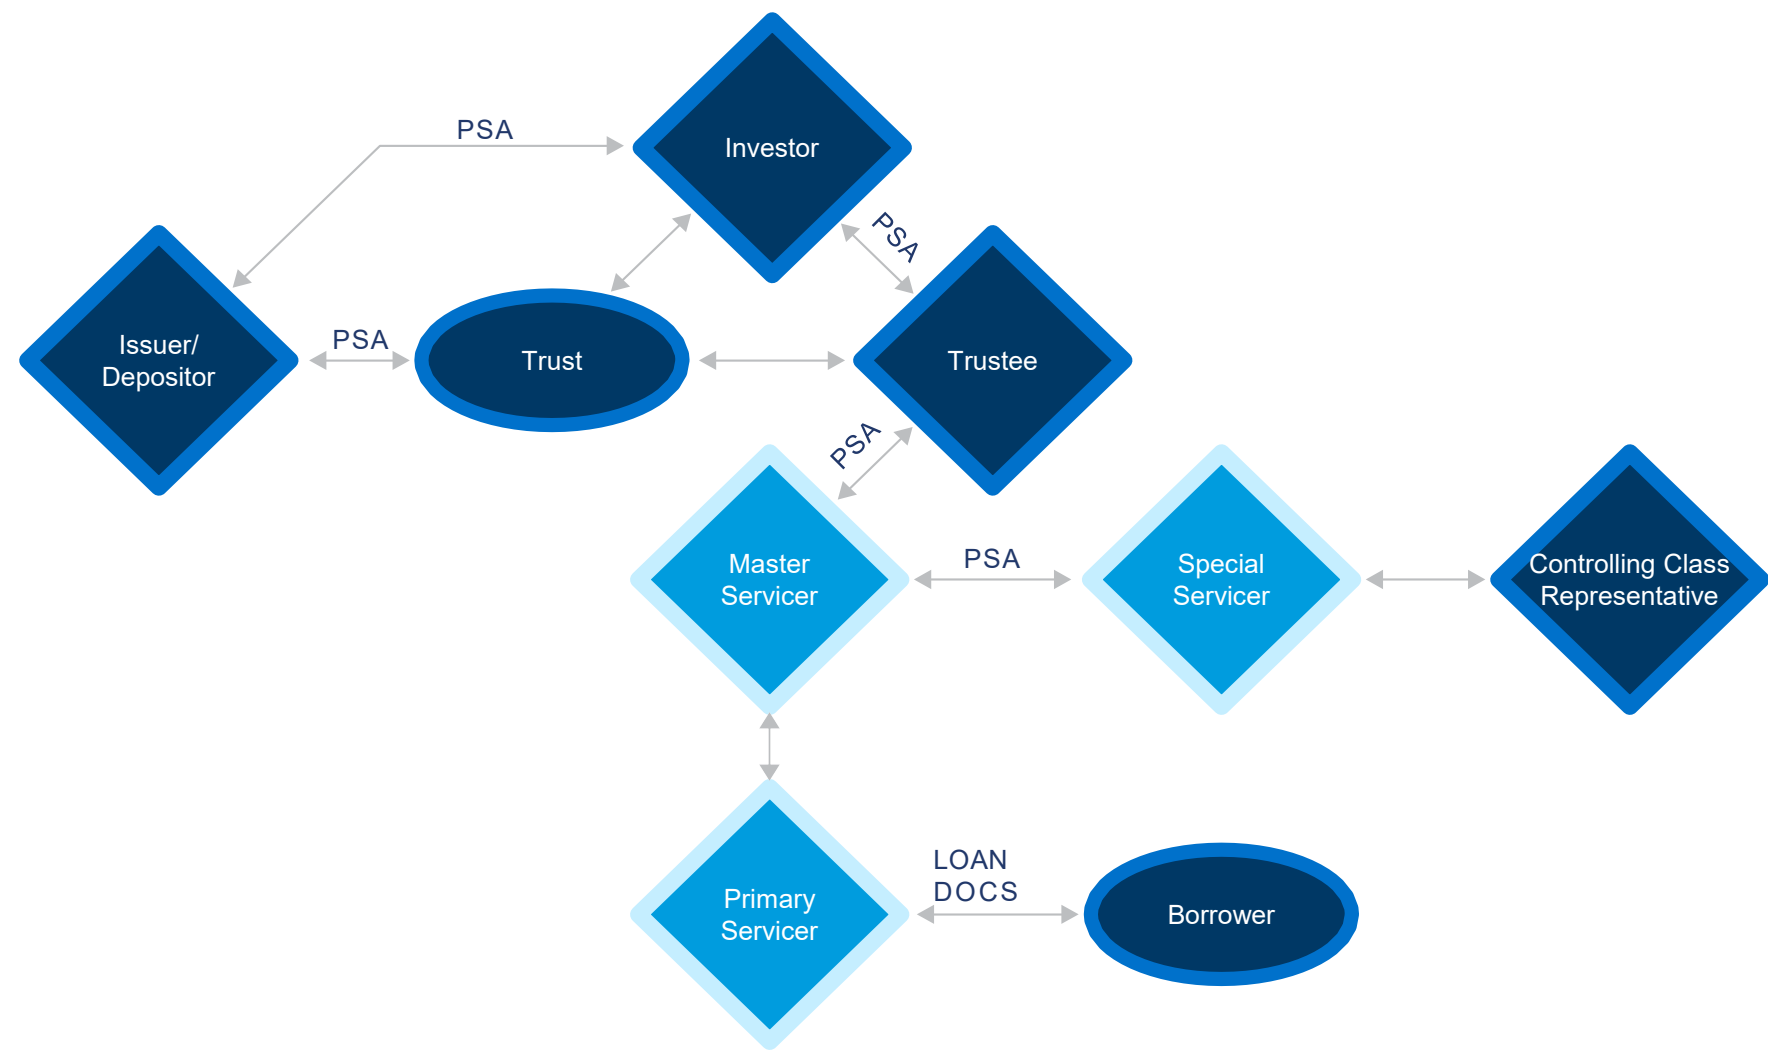 PSA
Investor
PSA
Issuer/
Depositor
PSA
Trust
Trustee
PSA
Master
Servicer
PSA
Special
Servicer
Controlling Class
Representative
Primary
Servicer
LOAN
DOCS
Borrower